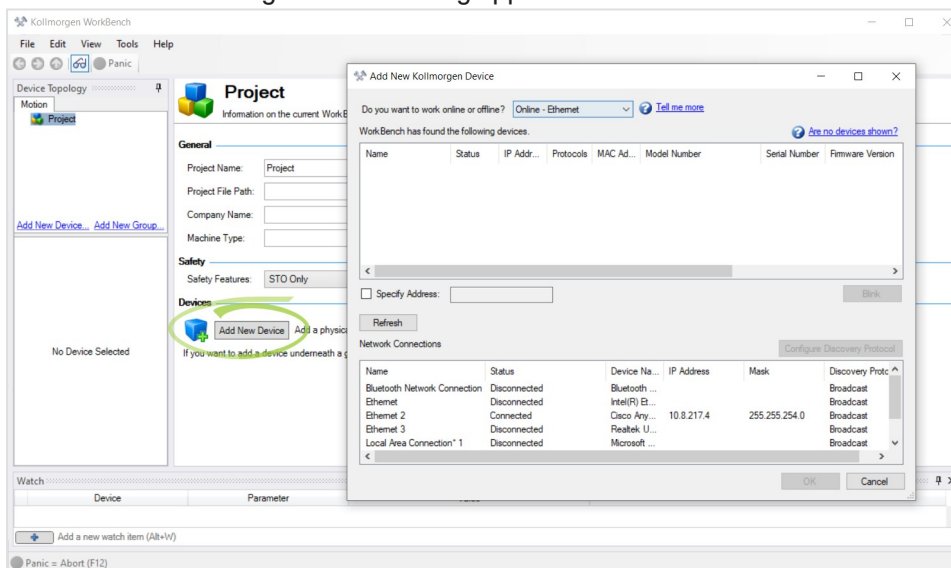 Kollmorgen WorkBench
File Edit View Tools Help
Panic
Device Topology
Motion
Project
Add New Device... Add New Group...
No Device Selected
Project
Information on the current WorkB
General
Project Name: Project
Project File Path:
Company Name:
Machine Type:
Safety
Safety Features: STO Only
Devices
Add New Device Add a physica
If you want to add a device underneath a g
Add New Kollmorgen Device
Do you want to work online or offline? Online - Ethernet Tell me more
WorkBench has found the following devices. Are no devices shown?
Name Status IP Addr... Protocols MAC Ad... Model Number Serial Number Firmware Version
Specify Address: Blink
Refresh
Network Connections Configure Discovery Protocol
Name Status Device Na... IP Address Mask Discovery Protc
Bluetooth Network Connection Disconnected Bluetooth ... Broadcast
Ethernet Disconnected Intel(R) Et... Broadcast
Ethernet 2 Connected Cisco Any... 10.8.217.4 255.255.254.0 Broadcast
Ethernet 3 Disconnected Realtek U... Broadcast
Local Area Connection* 1 Disconnected Microsoft ... Broadcast
OK Cancel
Watch
Device Parameter
Add a new watch item (Alt+W)
Panic = Abort (F12)